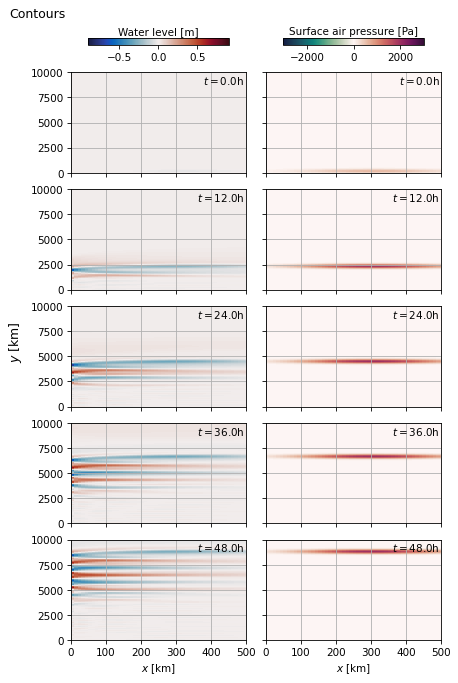 Contours
Water level [m]
Surface air pressure [Pa]
−0.5 0.0 0.5
−2000 0 2000
10000
7500
5000
2500
0
t = 0.0h
t = 0.0h
10000
7500
5000
2500
0
t = 12.0h
t = 12.0h
10000
7500
5000
2500
0
t = 24.0h
t = 24.0h
y [km]
10000
7500
5000
2500
0
t = 36.0h
t = 36.0h
10000
7500
5000
2500
0
t = 48.0h
t = 48.0h
0 100 200 300 400 500
0 100 200 300 400 500
x [km]
x [km]